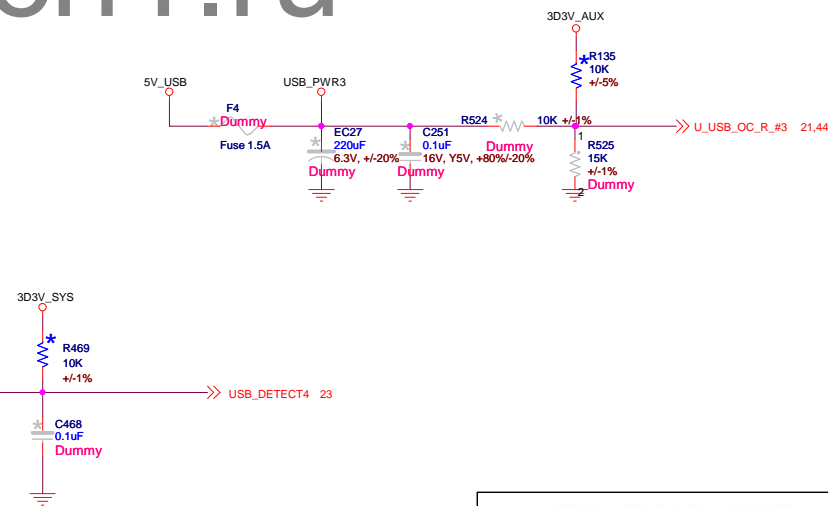 3D3V_AUX
R135
10K
+/-5%
5V_USB
USB_PWR3
F4
Dummy
Fuse 1.5A
EC27
220uF
6.3V, +/-20%
Dummy
C251
0.1uF
16V, Y5V, +80%/-20%
Dummy
R524
10K +/-1%
Dummy
U_USB_OC_R_#3 21,44
1
R525
15K
+/-1%
Dummy
2
3D3V_SYS
R469
10K
+/-1%
USB_DETECT4 23
C468
0.1uF
Dummy